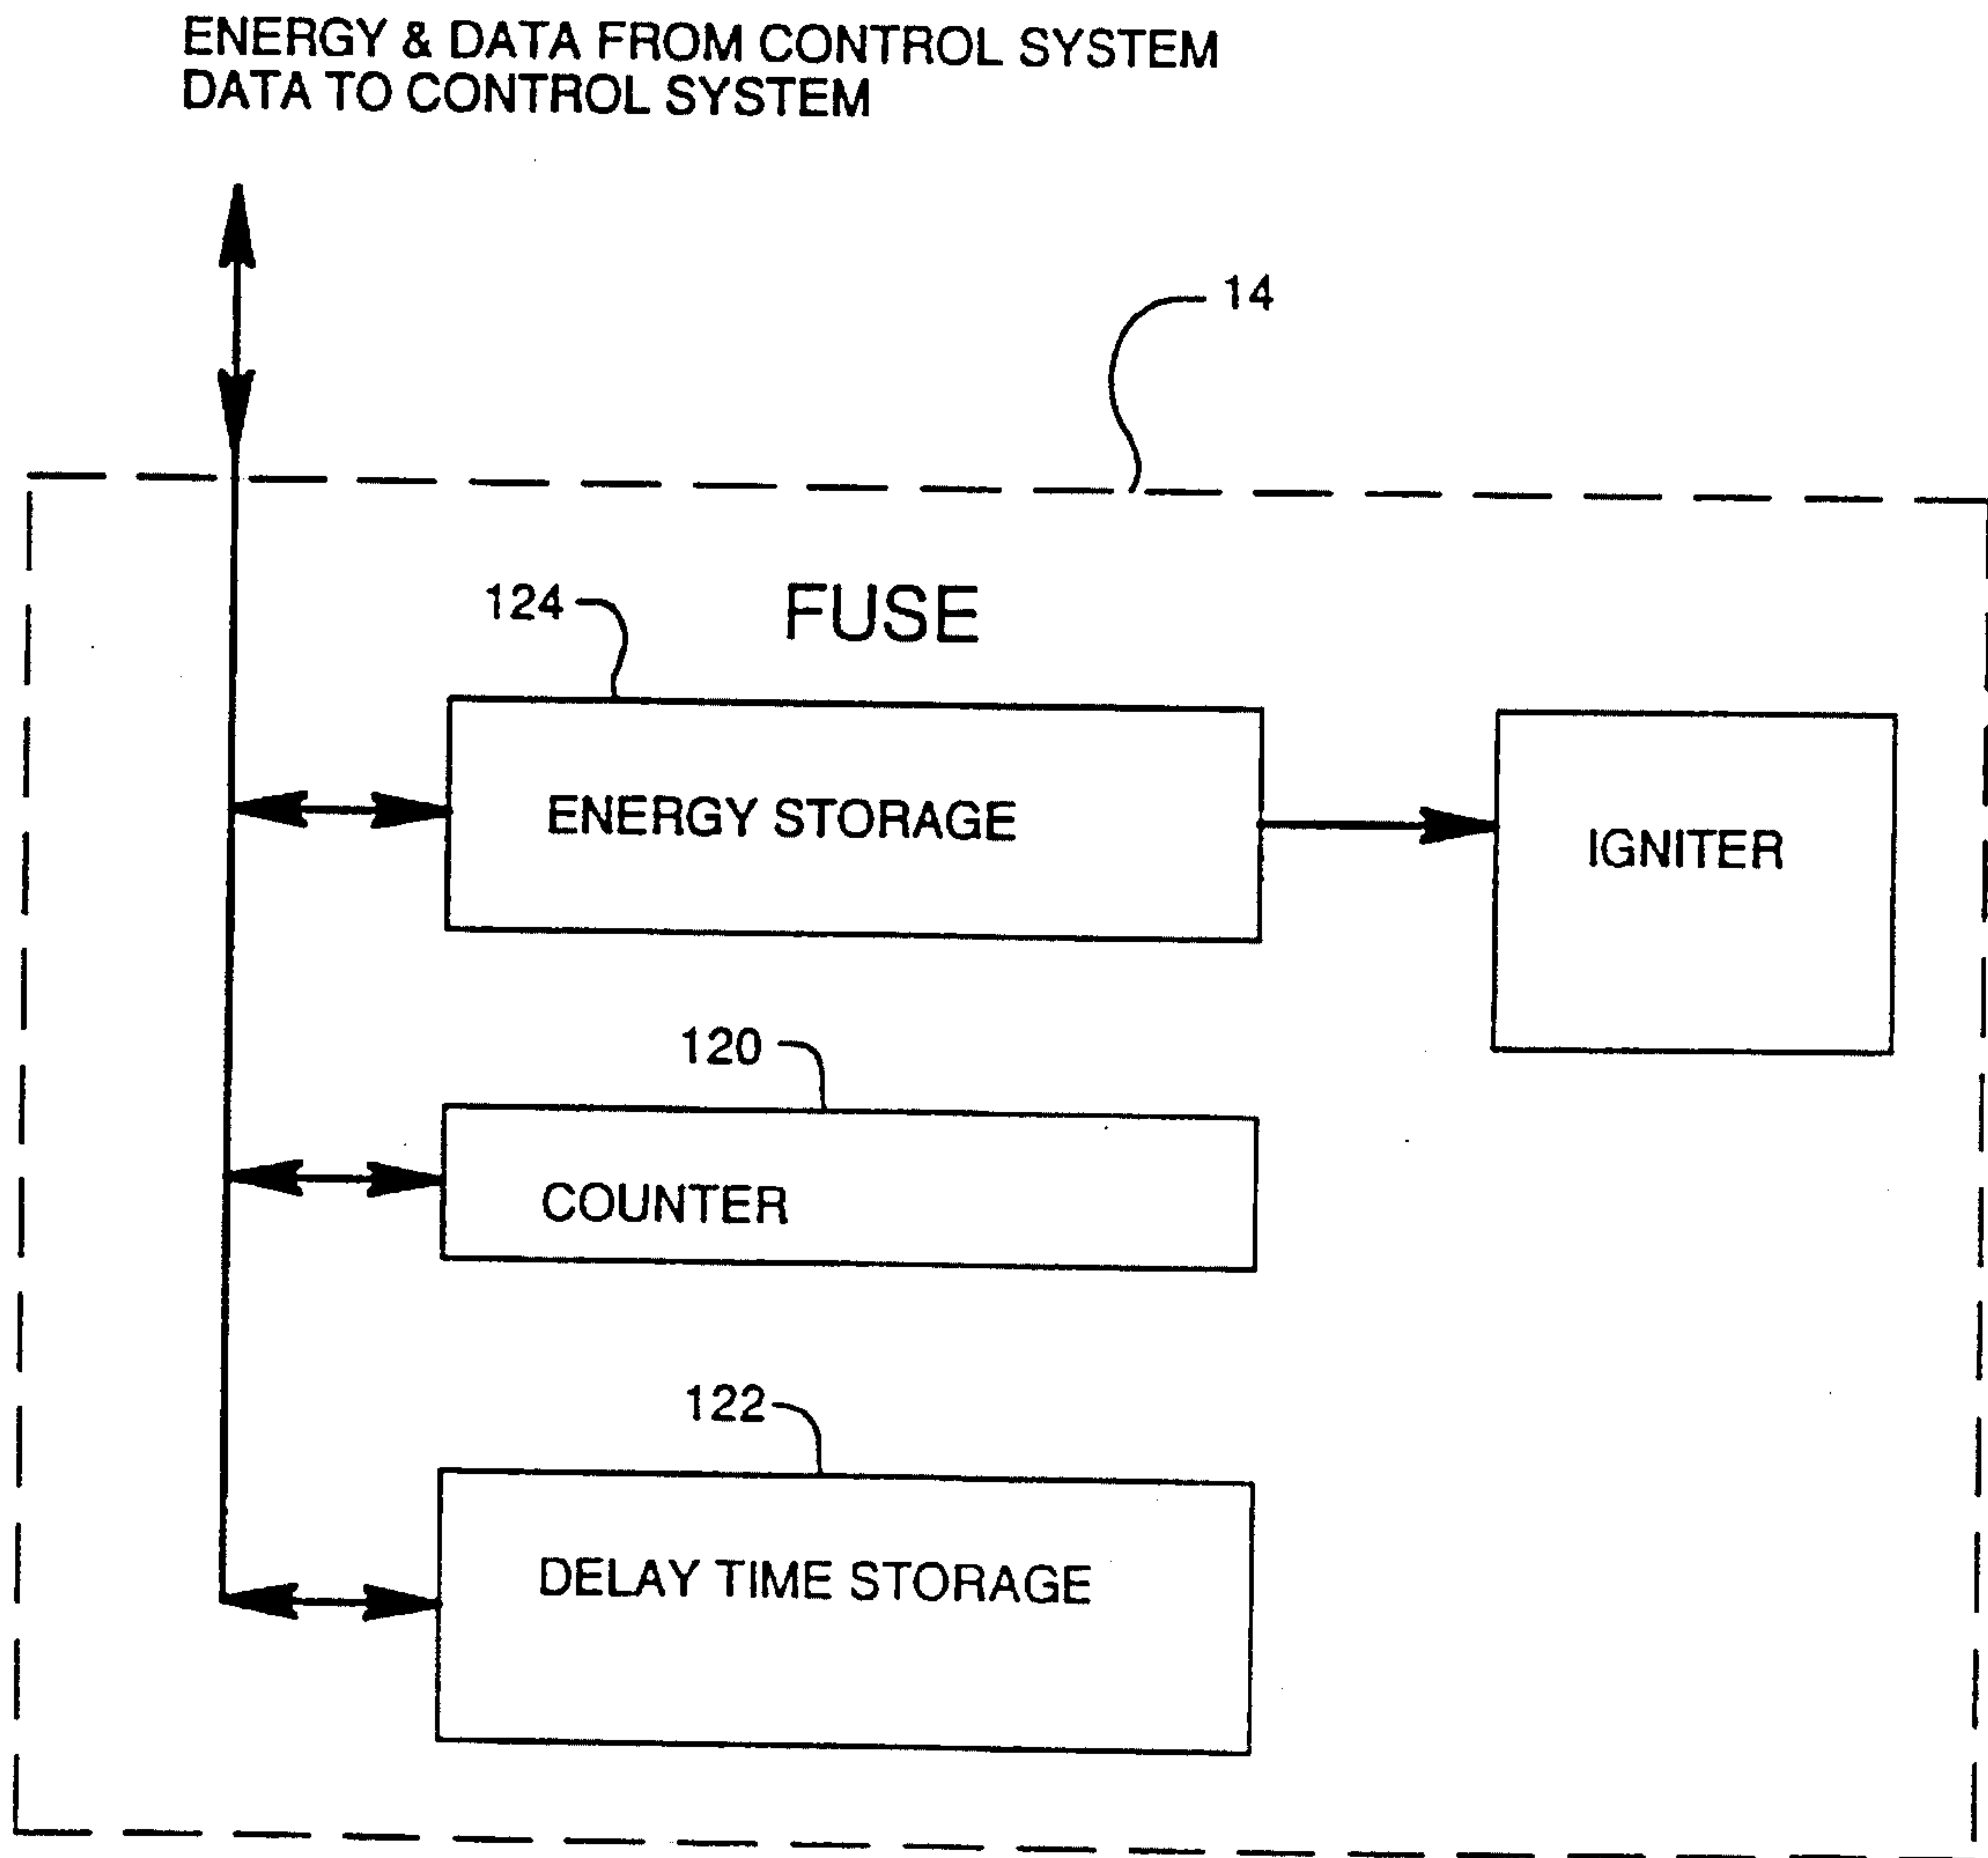 ENERGY & DATA FROM CONTROL SYSTEM
DATA TO CONTROL SYSTEM
14
FUSE
124
ENERGY STORAGE
IGNITER
120
COUNTER
122
DELAY TIME STORAGE